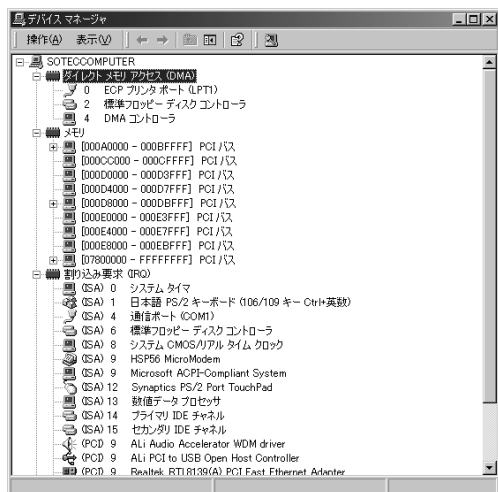 デバイス マネージャ
操作(A) 表示(V)
SOTECCOMPUTER
ダイレクト メモリ アクセス (DMA)
0 ECP プリンタ ポート (LPT1)
2 標準フロッピー ディスク コントローラ
4 DMA コントローラ
メモリ
[000A0000 - 000BFFFF] PCI バス
[000CC000 - 000CFFFF] PCI バス
[000D0000 - 000D3FFF] PCI バス
[000D4000 - 000D7FFF] PCI バス
[000D8000 - 000DBFFF] PCI バス
[000E0000 - 000E3FFF] PCI バス
[000E4000 - 000E7FFF] PCI バス
[000E8000 - 000EBFFF] PCI バス
[07800000 - FFFFFFFF] PCI バス
割り込み要求 (IRQ)
(ISA) 0 システム タイマ
(ISA) 1 日本語 PS/2 キーボード (106/109 キー Ctrl+英数)
(ISA) 4 通信ポート (COM1)
(ISA) 6 標準フロッピー ディスク コントローラ
(ISA) 8 システム CMOS/リアル タイム クロック
(ISA) 9 HSP56 MicroModem
(ISA) 9 Microsoft ACPI-Compliant System
(ISA) 12 Synaptics PS/2 Port TouchPad
(ISA) 13 数値データ プロセッサ
(ISA) 14 プライマリ IDE チャネル
(ISA) 15 セカンダリ IDE チャネル
(PCI) 9 ALi Audio Accelerator WDM driver
(PCI) 9 ALi PCI to USB Open Host Controller
(PCI) 9 Realtek RTL8139(A) PCI Fast Ethernet Adapter